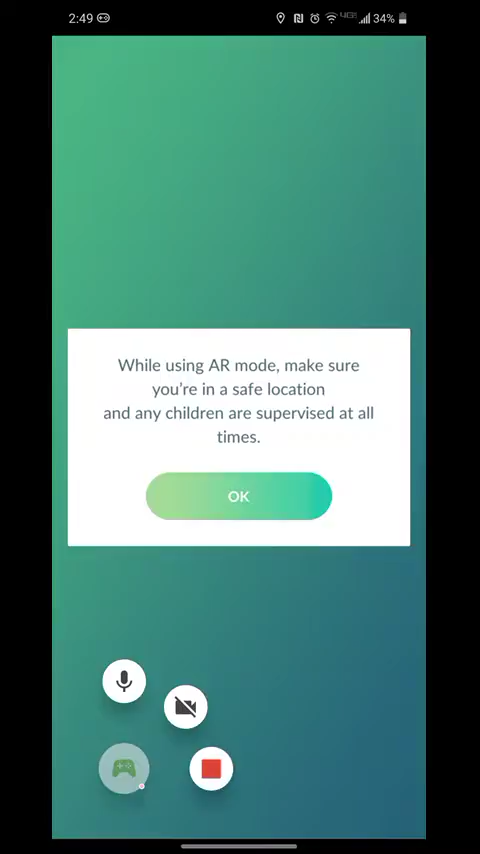 2:49
34%
While using AR mode, make sure
you're in a safe location
and any children are supervised at all
times.
OK